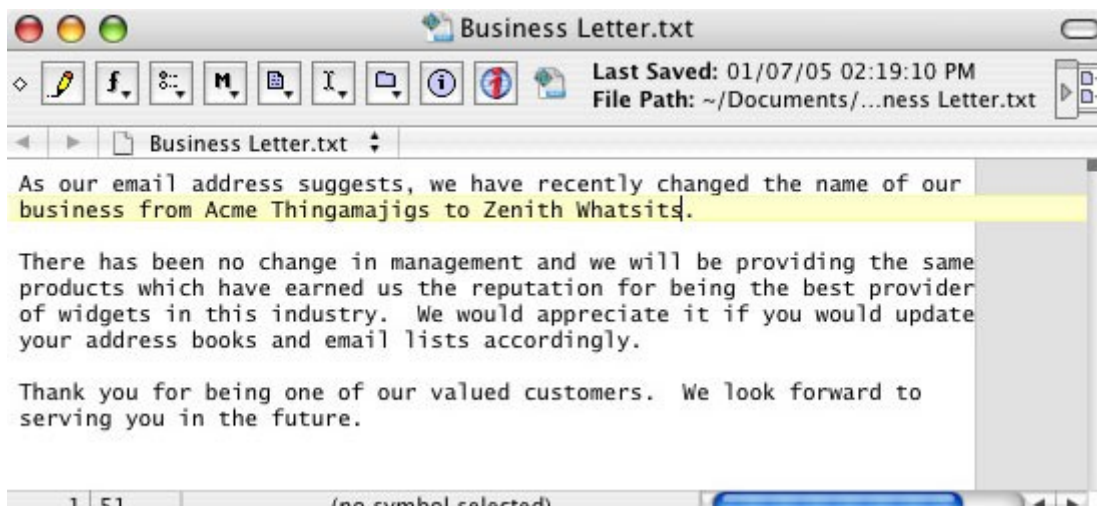 Business Letter.txt
Last Saved: 01/07/05 02:19:10 PM
File Path: ~/Documents/...ness Letter.txt
Business Letter.txt
As our email address suggests, we have recently changed the name of our
business from Acme Thingamajigs to Zenith Whatsits.
There has been no change in management and we will be providing the same
products which have earned us the reputation for being the best provider
of widgets in this industry.  We would appreciate it if you would update
your address books and email lists accordingly.
Thank you for being one of our valued customers.  We look forward to
serving you in the future.
1 51 (no symbol selected)